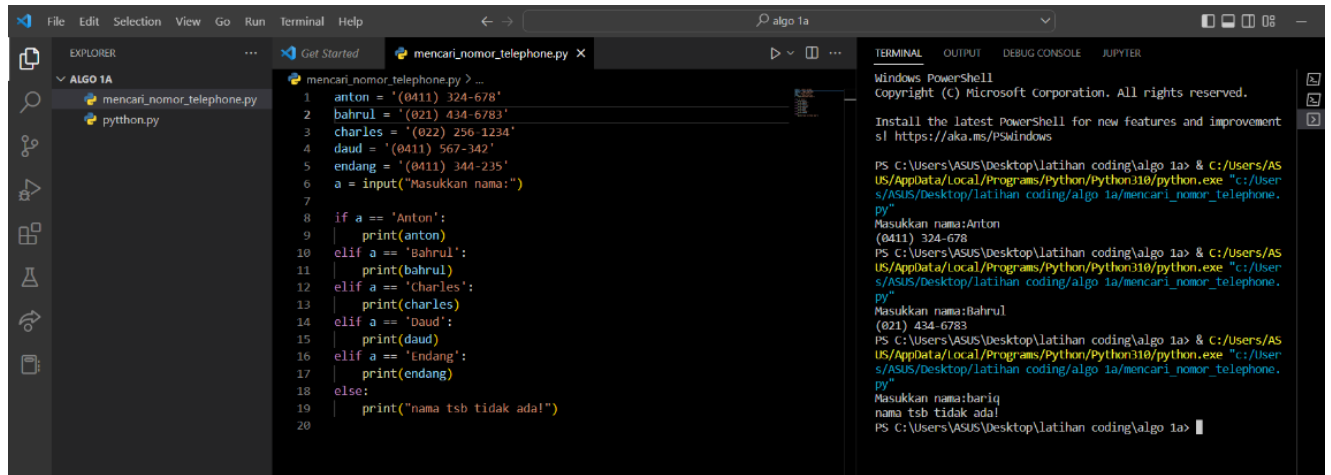 File Edit Selection View Go Run Terminal Help
algo 1a
EXPLORER
ALGO 1A
mencari_nomor_telephone.py
pytthon.py
Get Started
mencari_nomor_telephone.py
mencari_nomor_telephone.py > ...
1 anton = '(0411) 324-678'
2 bahrul = '(021) 434-6783'
3 charles = '(022) 256-1234'
4 daud = '(0411) 567-342'
5 endang = '(0411) 344-235'
6 a = input("Masukkan nama:")
7
8 if a == 'Anton':
9 print(anton)
10 elif a == 'Bahrul':
11 print(bahrul)
12 elif a == 'Charles':
13 print(charles)
14 elif a == 'Daud':
15 print(daud)
16 elif a == 'Endang':
17 print(endang)
18 else:
19 print("nama tsb tidak ada!")
20
TERMINAL OUTPUT DEBUG CONSOLE JUPYTER
Windows PowerShell
Copyright (C) Microsoft Corporation. All rights reserved.
Install the latest PowerShell for new features and improvement
s! https://aka.ms/PSWindows
PS C:\Users\ASUS\Desktop\latihan coding\algo 1a> & C:/Users/AS
US/AppData/Local/Programs/Python/Python310/python.exe "c:/User
s/ASUS/Desktop/latihan coding/algo 1a/mencari_nomor_telephone.
py"
Masukkan nama:Anton
(0411) 324-678
PS C:\Users\ASUS\Desktop\latihan coding\algo 1a> & C:/Users/AS
US/AppData/Local/Programs/Python/Python310/python.exe "c:/User
s/ASUS/Desktop/latihan coding/algo 1a/mencari_nomor_telephone.
py"
Masukkan nama:Bahrul
(021) 434-6783
PS C:\Users\ASUS\Desktop\latihan coding\algo 1a> & C:/Users/AS
US/AppData/Local/Programs/Python/Python310/python.exe "c:/User
s/ASUS/Desktop/latihan coding/algo 1a/mencari_nomor_telephone.
py"
Masukkan nama:bariq
nama tsb tidak ada!
PS C:\Users\ASUS\Desktop\latihan coding\algo 1a>